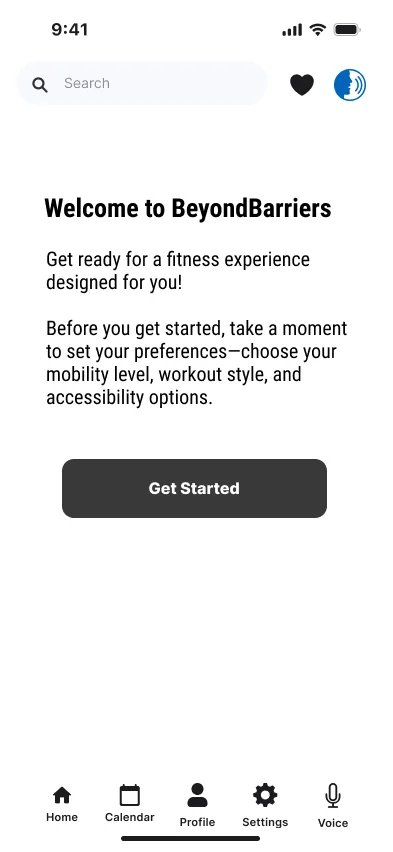 9:41
Search
Welcome to BeyondBarriers
Get ready for a fitness experience
designed for you!
Before you get started, take a moment
to set your preferences—choose your
mobility level, workout style, and
accessibility options.
Get Started
Home
Calendar
Profile
Settings
Voice